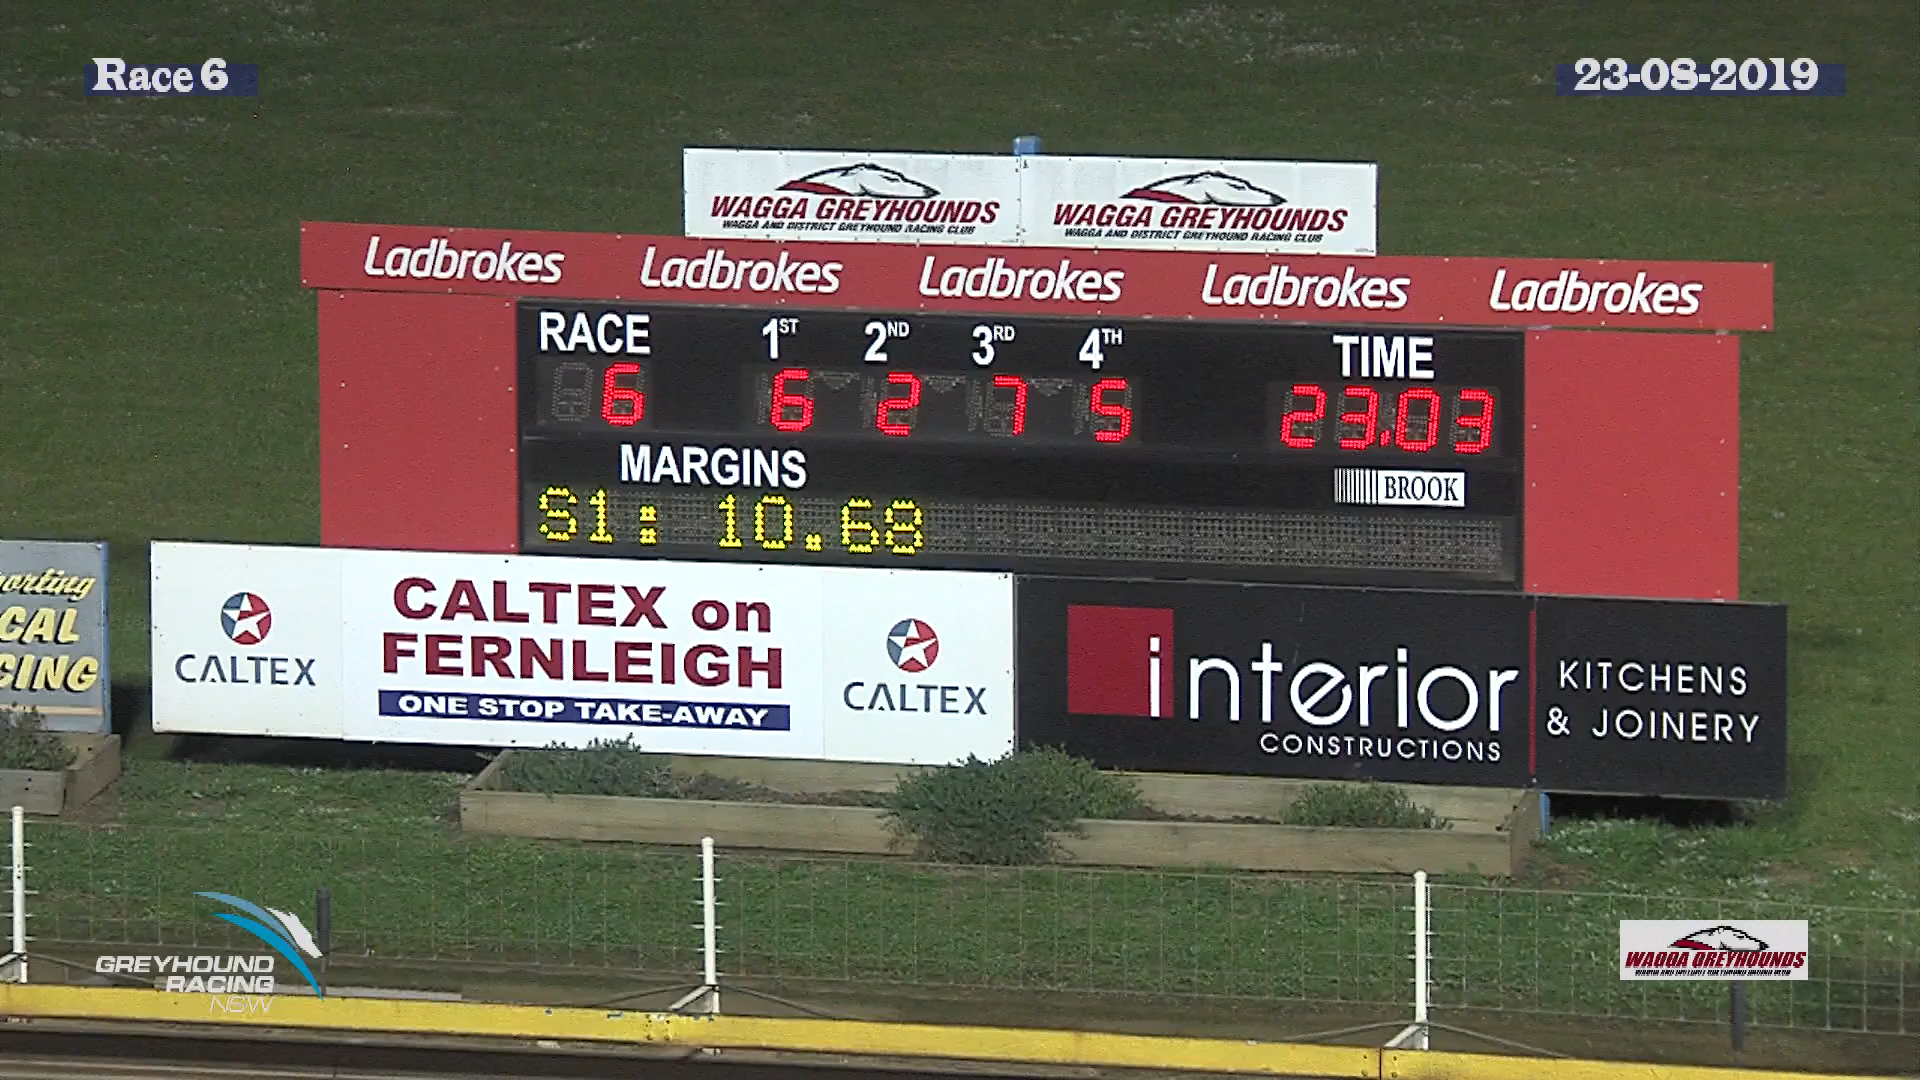 Race 6
23-08-2019
WAGGA GREYHOUNDS
WAGGA AND DISTRICT GREYHOUND RACING CLUB
WAGGA GREYHOUNDS
WAGGA AND DISTRICT GREYHOUND RACING CLUB
Ladbrokes Ladbrokes Ladbrokes Ladbrokes Ladbrokes
RACE 1ST 2ND 3RD 4TH TIME
6 6 2 7 5 23.03
MARGINS
BROOK
S1: 10.68
CALTEX
CALTEX on
FERNLEIGH
ONE STOP TAKE-AWAY
CALTEX
interior
CONSTRUCTIONS
KITCHENS
& JOINERY
GREYHOUND
RACING
NSW
WAGGA GREYHOUNDS